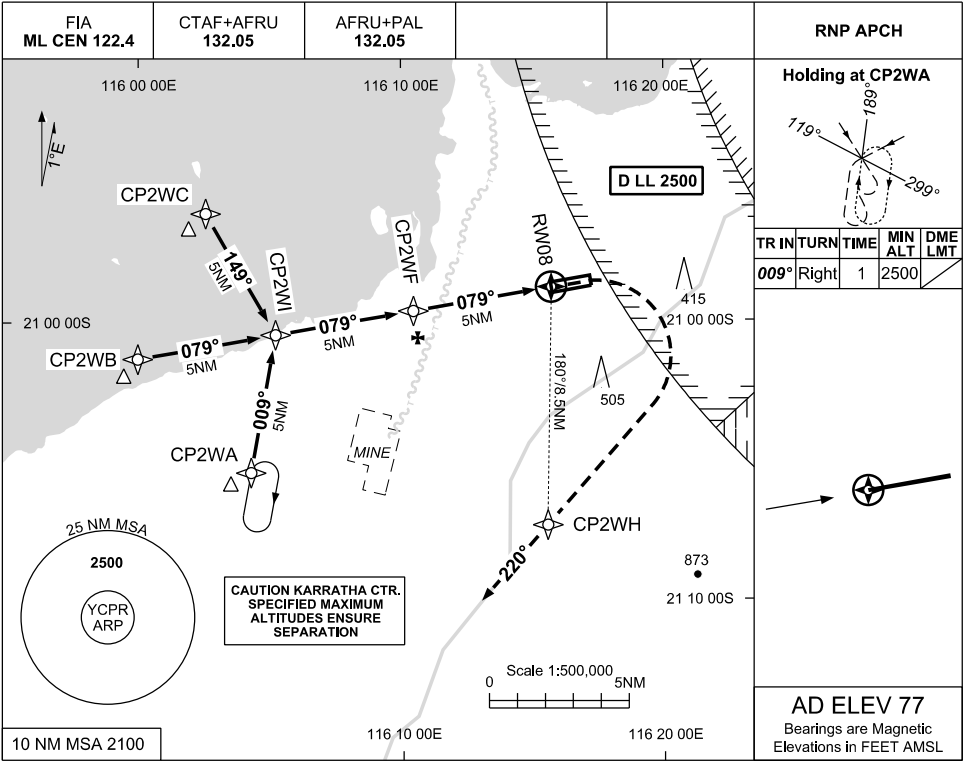 FIA
ML CEN 122.4
CTAF+AFRU
132.05
AFRU+PAL
132.05
RNP APCH
116 00 00E
116 10 00E
116 20 00E
1°E
CP2WC
149°
5NM
CP2WI
CP2WF
RW08
D LL 2500
415
21 00 00S
21 00 00S
079°
5NM
079°
5NM
079°
5NM
CP2WB
009°
5NM
180°/8.5NM
505
CP2WA
MINE
CP2WH
220°
873
21 10 00S
25 NM MSA
2500
YCPR
ARP
CAUTION KARRATHA CTR.
SPECIFIED MAXIMUM
ALTITUDES ENSURE
SEPARATION
Scale 1:500,000
0
5NM
10 NM MSA 2100
116 10 00E
116 20 00E
Holding at CP2WA
189°
119°
299°
TR IN TURN TIME MIN ALT DME LMT
009° Right 1 2500
AD ELEV 77
Bearings are Magnetic
Elevations in FEET AMSL